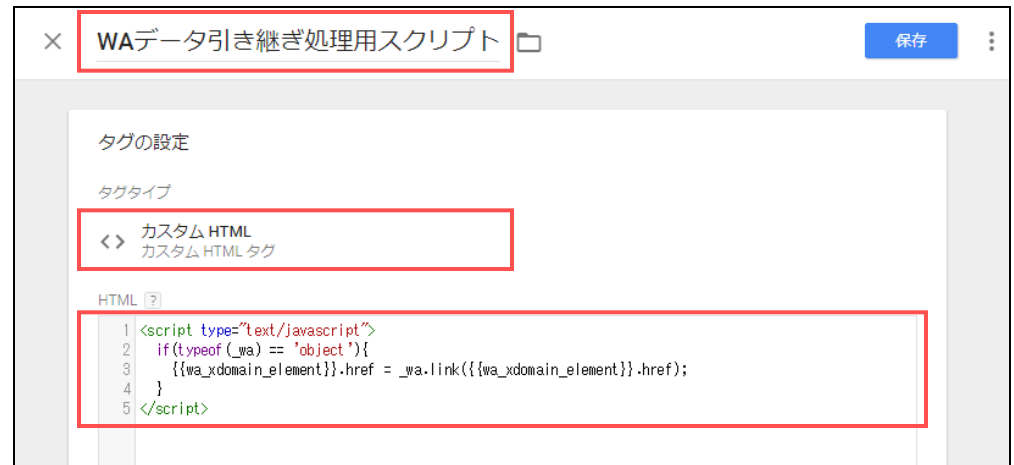 WAデータ引き継ぎ処理用スクリプト
保存
タグの設定
タグタイプ
カスタム HTML
カスタム HTML タグ
HTML ?
1 <script type="text/javascript">
2 if(typeof(_wa) == 'object'){
3 {{wa_xdomain_element}}.href = _wa.link({{wa_xdomain_element}}.href);
4 }
5 </script>